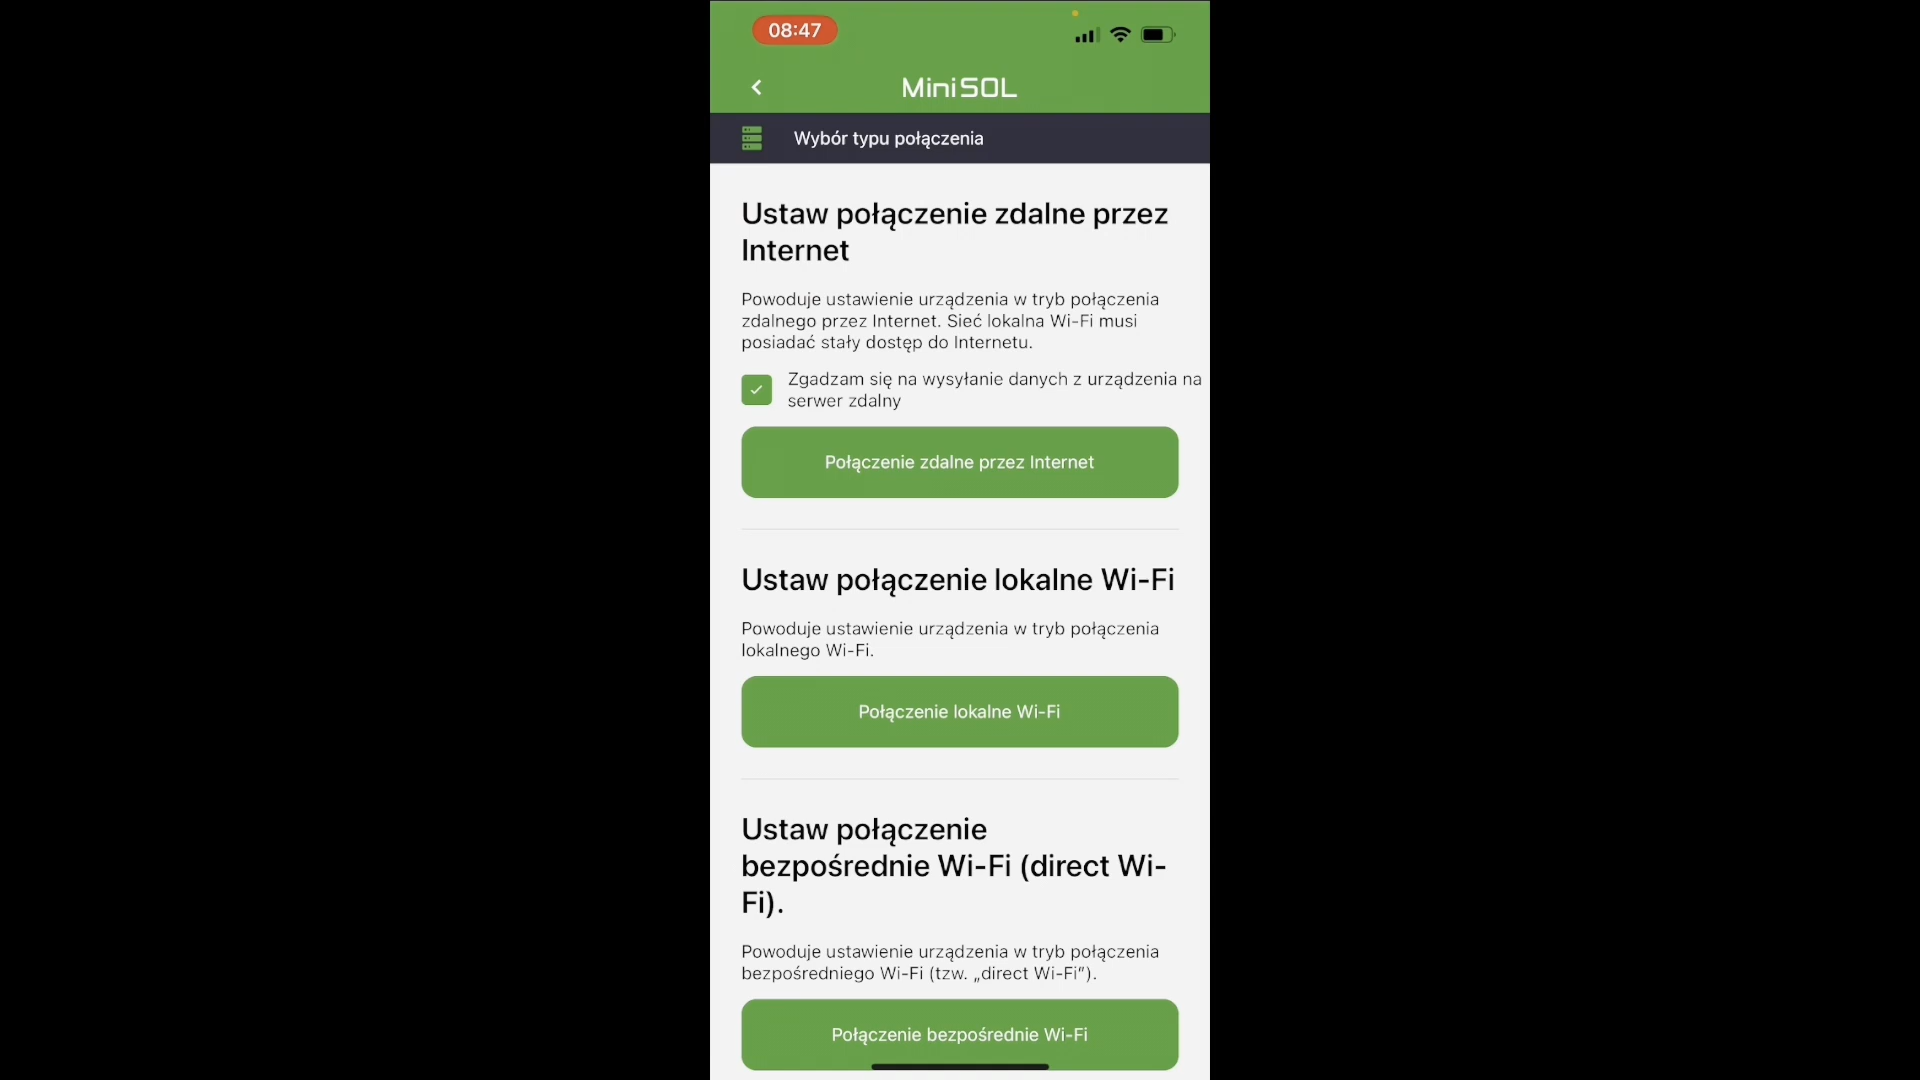 08:47
MiniSOL
Wybór typu połączenia
Ustaw połączenie zdalne przez
Internet
Powoduje ustawienie urządzenia w tryb połączenia
zdalnego przez Internet. Sieć lokalna Wi-Fi musi
posiadać stały dostęp do Internetu.
Zgadzam się na wysyłanie danych z urządzenia na
serwer zdalny
Połączenie zdalne przez Internet
Ustaw połączenie lokalne Wi-Fi
Powoduje ustawienie urządzenia w tryb połączenia
lokalnego Wi-Fi.
Połączenie lokalne Wi-Fi
Ustaw połączenie
bezpośrednie Wi-Fi (direct Wi-
Fi).
Powoduje ustawienie urządzenia w tryb połączenia
bezpośredniego Wi-Fi (tzw. „direct Wi-Fi”).
Połączenie bezpośrednie Wi-Fi